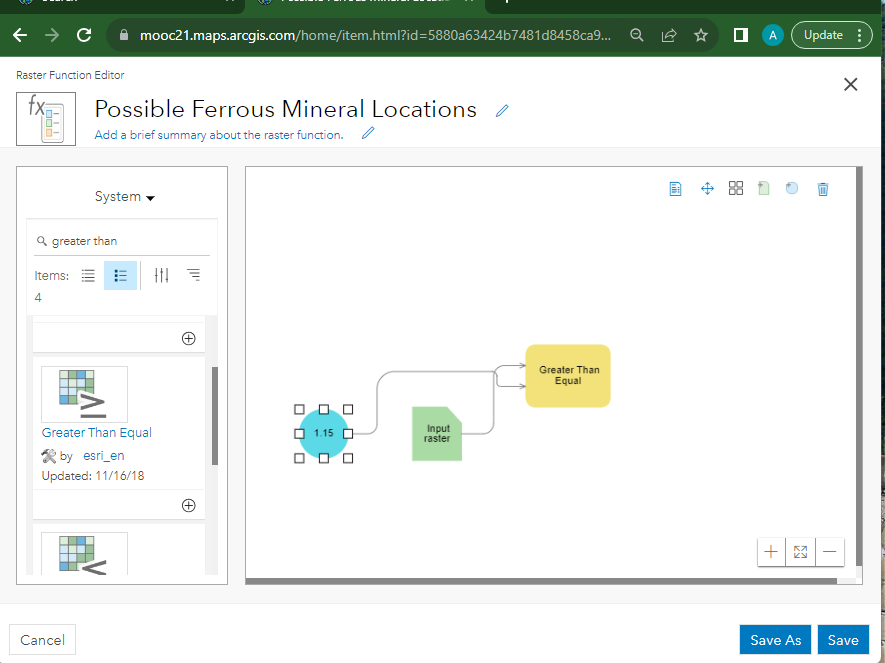 mooc21.maps.arcgis.com/home/item.html?id=5880a63424b7481d8458ca9...
A
Update
Raster Function Editor
fx
Possible Ferrous Mineral Locations
Add a brief summary about the raster function.
System
greater than
Items:
4
Greater Than Equal
by esri_en
Updated: 11/16/18
1.15
Input
raster
Greater Than
Equal
Cancel
Save As
Save